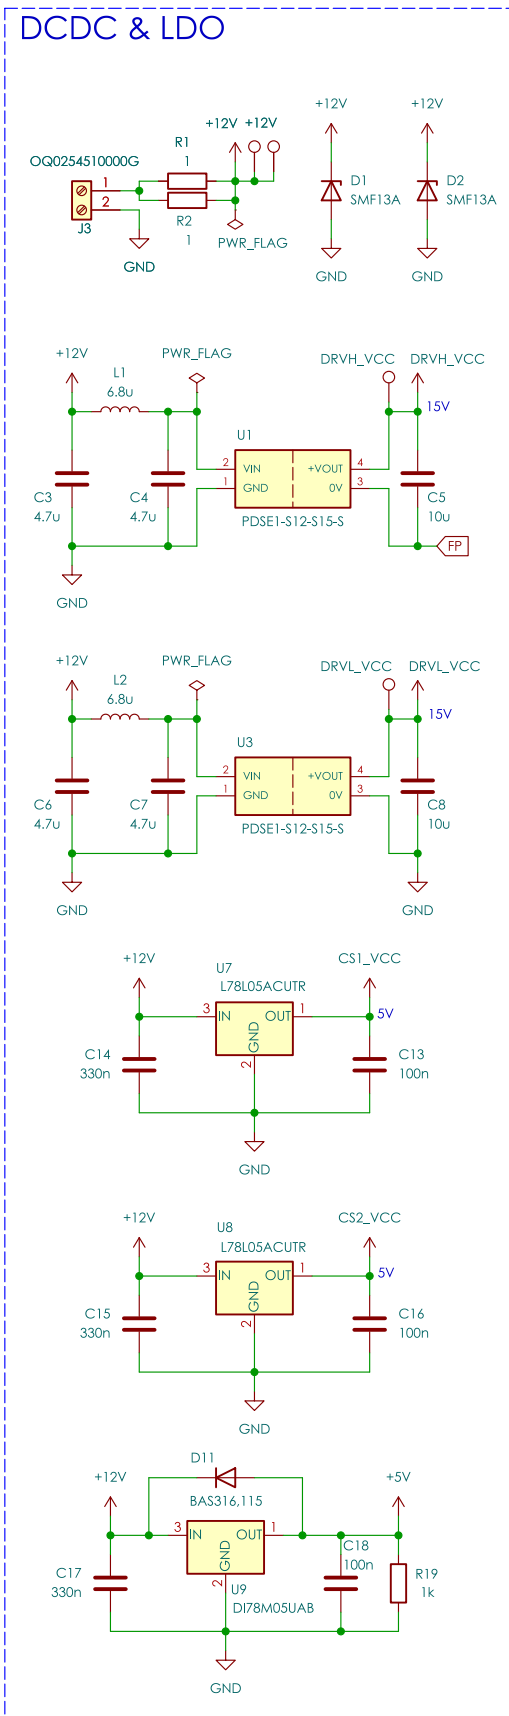 DCDC & LDO
+12V +12V
R1
1
OQ0254510000G
1
2
J3
R2
1
GND
PWR_FLAG
+12V
D1
SMF13A
GND
+12V
D2
SMF13A
GND
+12V
L1
6.8u
PWR_FLAG
C3
4.7u
C4
4.7u
GND
U1
2 VIN
1 GND
+VOUT 4
0V 3
PDSE1-S12-S15-S
DRVH_VCC DRVH_VCC
15V
C5
10u
FP
+12V
L2
6.8u
PWR_FLAG
C6
4.7u
C7
4.7u
GND
U3
2 VIN
1 GND
+VOUT 4
0V 3
PDSE1-S12-S15-S
DRVL_VCC DRVL_VCC
15V
C8
10u
GND
+12V
U7
L78L05ACUTR
CS1_VCC
3 IN
OUT 1
5V
GND
2
C14
330n
C13
100n
GND
+12V
U8
L78L05ACUTR
CS2_VCC
3 IN
OUT 1
5V
GND
2
C15
330n
C16
100n
GND
D11
BAS316,115
+12V
+5V
3 IN
OUT 1
GND
2
U9
DI78M05UAB
C17
330n
C18
100n
R19
1k
GND